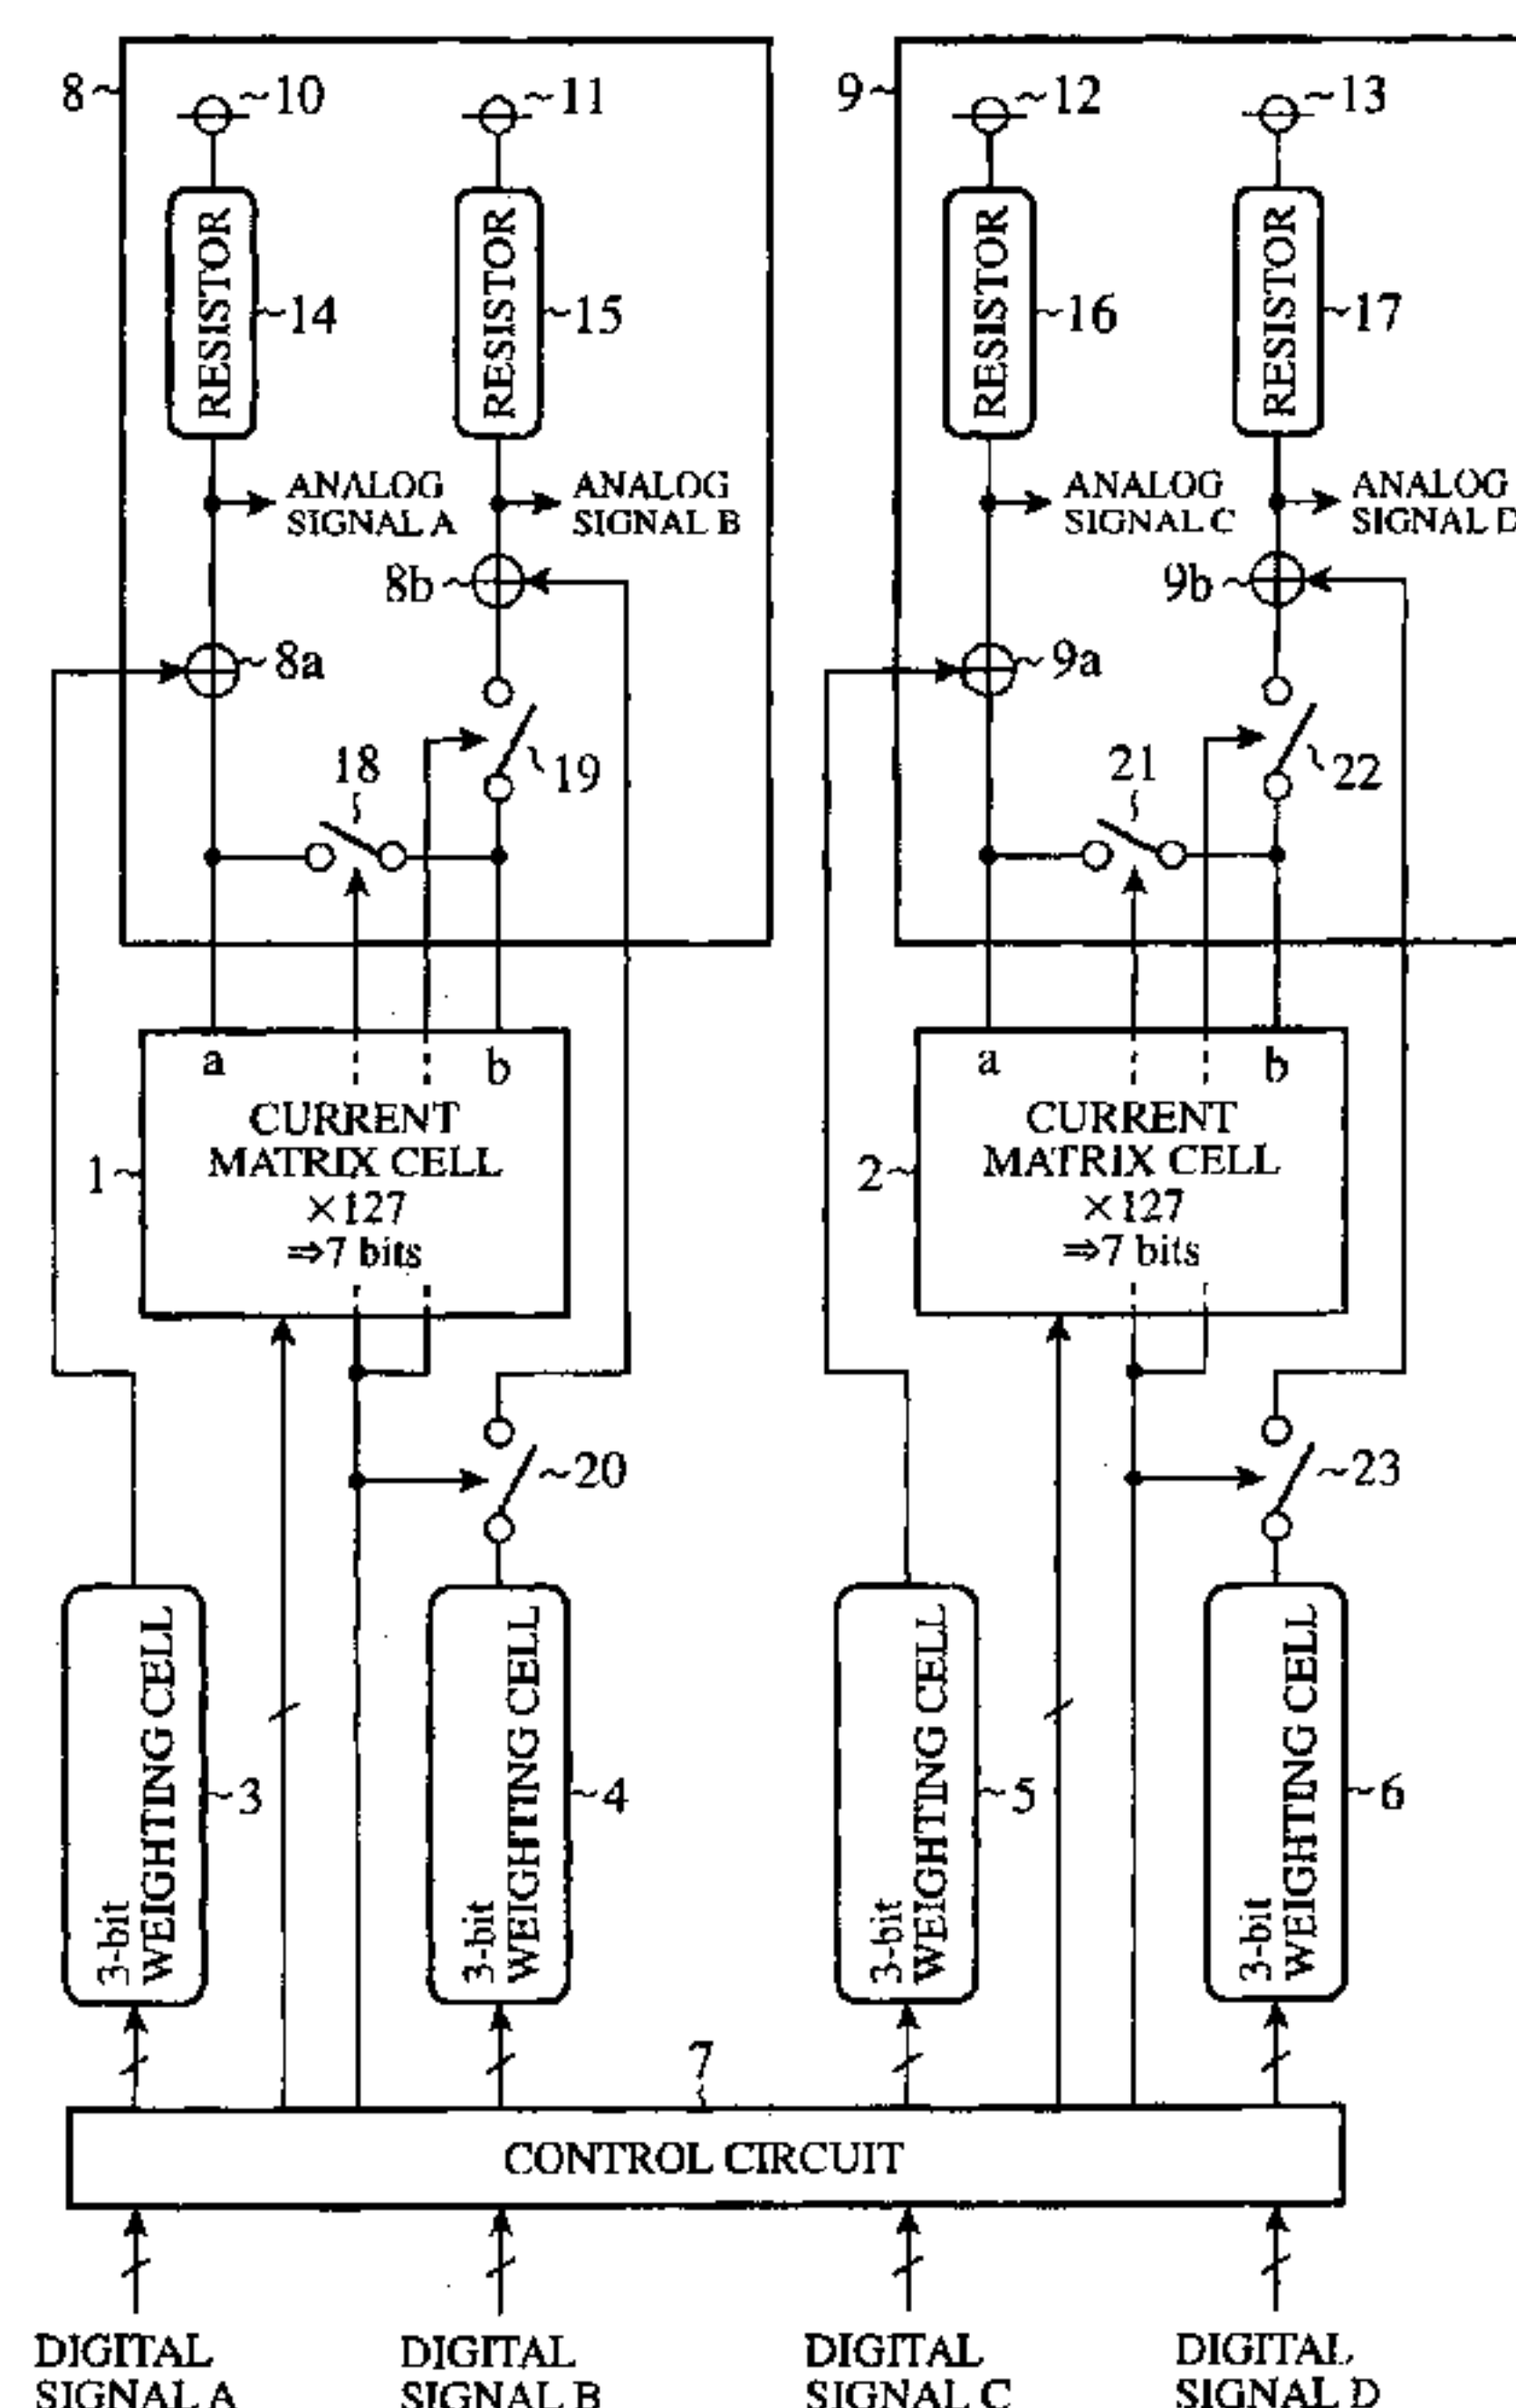 8 10 11 9 12 13
RESISTOR 14 RESISTOR 15 RESISTOR 16 RESISTOR 17
ANALOG ANALOG ANALOG ANALOG
SIGNAL A SIGNAL B SIGNAL C SIGNAL D
8b 9b
8a 9a
18 19 21 22
a b a b
CURRENT CURRENT
MATRIX CELL MATRIX CELL
1 2
×127 ×127
⇒7 bits ⇒7 bits
20 23
3-bit 3-bit 3-bit 3-bit
WEIGHTING CELL WEIGHTING CELL WEIGHTING CELL WEIGHTING CELL
3 4 5 6
7
CONTROL CIRCUIT
DIGITAL DIGITAL DIGITAL DIGITAL
SIGNAL A SIGNAL B SIGNAL C SIGNAL D